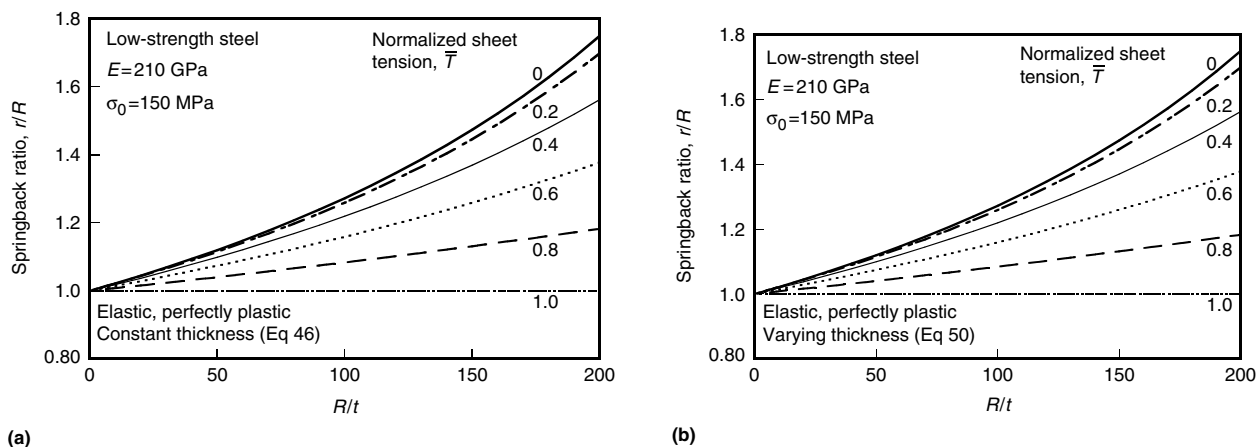 1.8
1.6
1.4
1.2
1.0
0.80
Springback ratio, r/R
Low-strength steel
E=210 GPa
σ0=150 MPa
Normalized sheet
tension, T̅
0
0.2
0.4
0.6
0.8
1.0
Elastic, perfectly plastic
Constant thickness (Eq 46)
0 50 100 150 200
R/t
(a)
1.8
1.6
1.4
1.2
1.0
0.80
Springback ratio, r/R
Low-strength steel
E=210 GPa
σ0=150 MPa
Normalized sheet
tension, T̅
0
0.2
0.4
0.6
0.8
1.0
Elastic, perfectly plastic
Varying thickness (Eq 50)
0 50 100 150 200
R/t
(b)